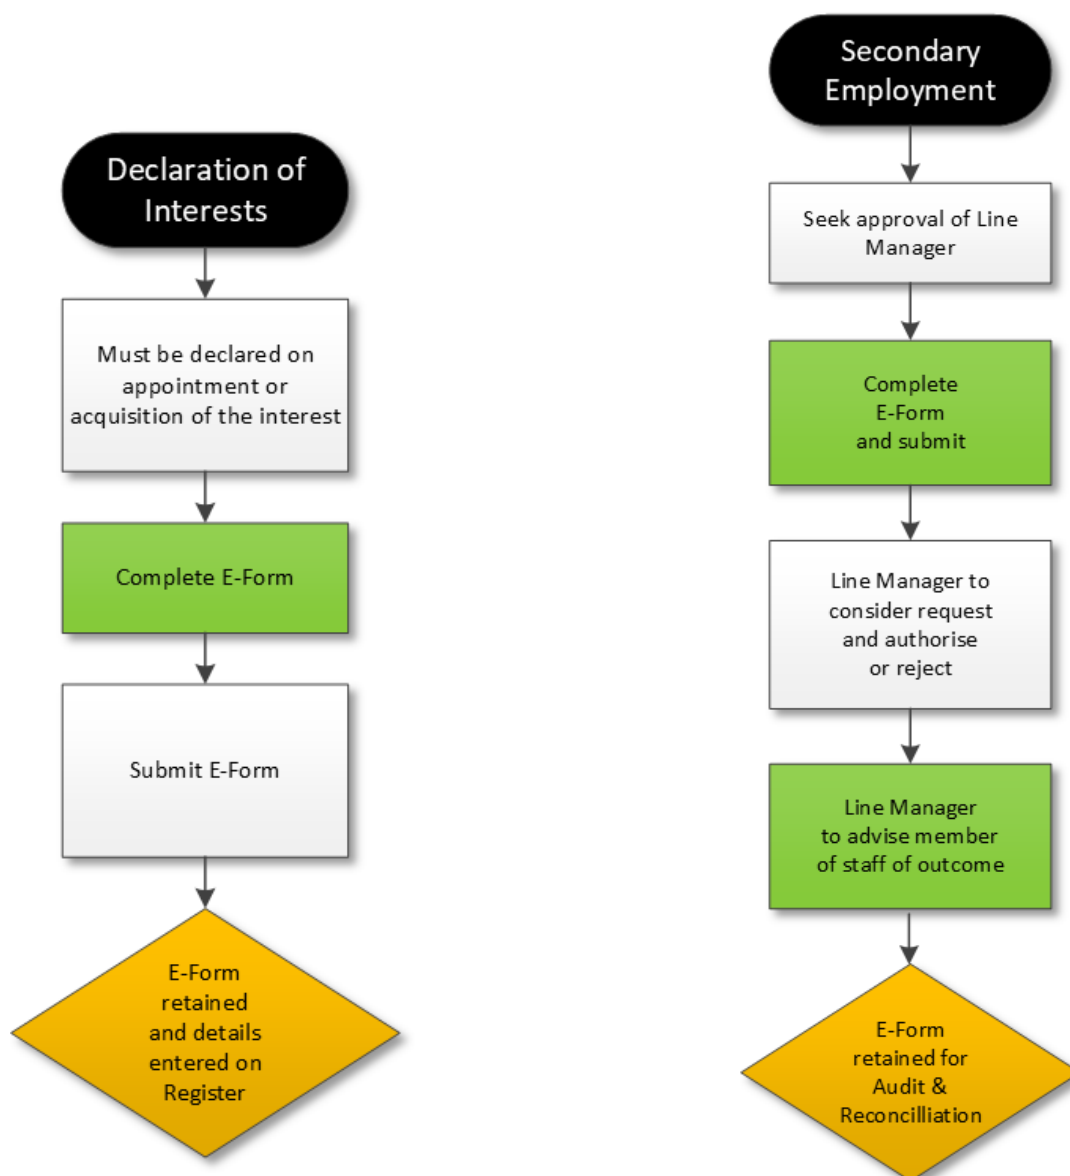 Declaration of
Interests
Must be declared on
appointment or
acquisition of the interest
Complete E-Form
Submit E-Form
E-Form
retained
and details
entered on
Register
Secondary
Employment
Seek approval of Line
Manager
Complete
E-Form
and submit
Line Manager to
consider request
and authorise
or reject
Line Manager
to advise member
of staff of outcome
E-Form
retained for
Audit &
Reconcilliation